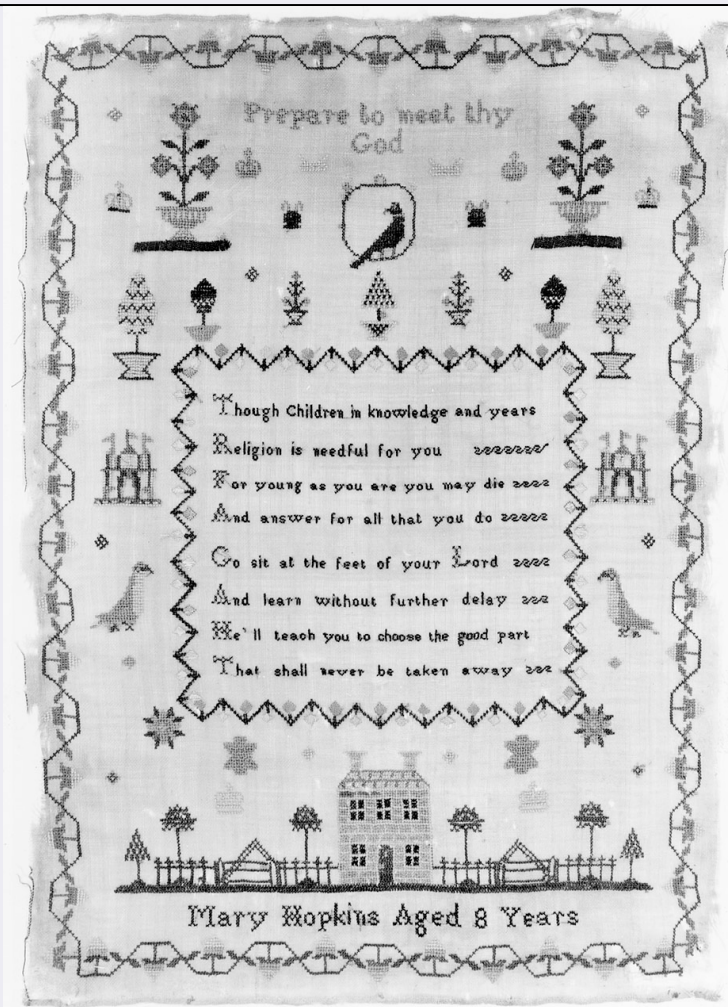 Prepare to meet thy
God
Though Children in knowledge and years
Religion is needful for you
For young as you are you may die
And answer for all that you do
Go sit at the feet of your Lord
And learn without further delay
He'll teach you to choose the good part
That shall never be taken away
Mary Hopkins Aged 8 Years